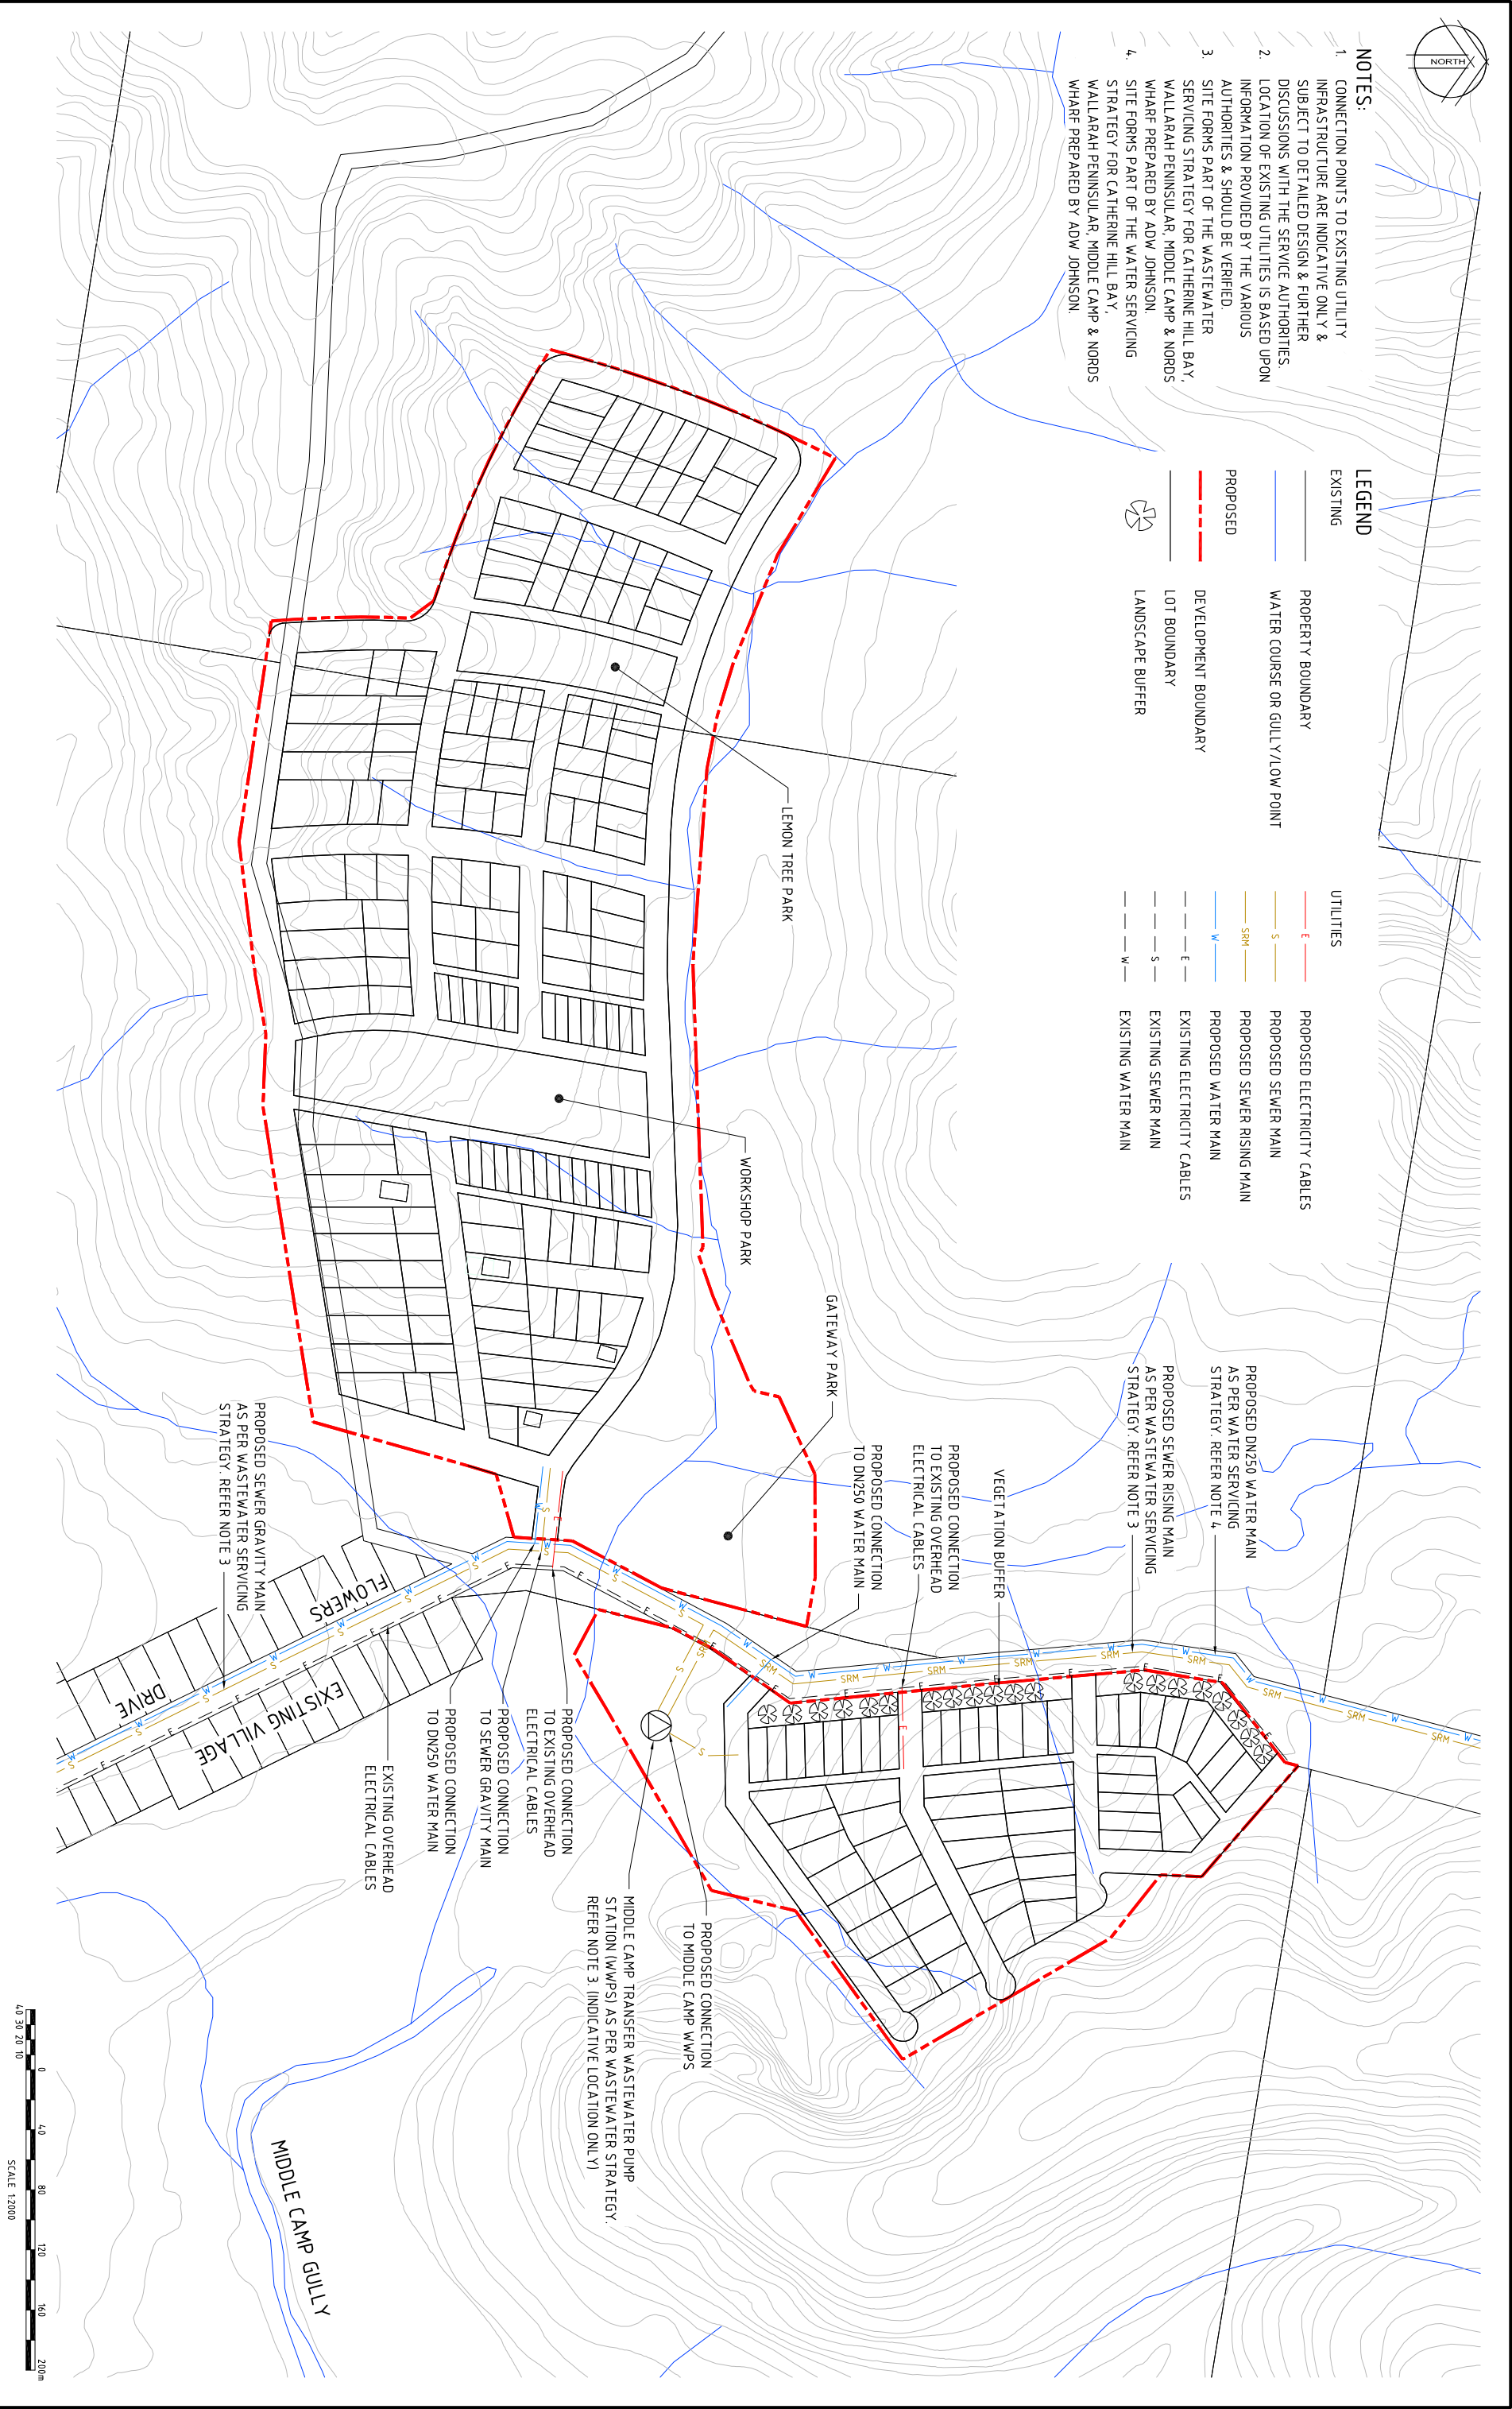 NORTH
NOTES:
1. CONNECTION POINTS TO EXISTING UTILITY
INFRASTRUCTURE ARE INDICATIVE ONLY &
SUBJECT TO DETAILED DESIGN & FURTHER
DISCUSSIONS WITH THE SERVICE AUTHORITIES.
2. LOCATION OF EXISTING UTILITIES IS BASED UPON
INFORMATION PROVIDED BY THE VARIOUS
AUTHORITIES & SHOULD BE VERIFIED.
3. SITE FORMS PART OF THE WASTEWATER
SERVICING STRATEGY FOR CATHERINE HILL BAY,
WALLARAH PENINSULAR, MIDDLE CAMP & NORDS
WHARF PREPARED BY ADW JOHNSON.
4. SITE FORMS PART OF THE WATER SERVICING
STRATEGY FOR CATHERINE HILL BAY,
WALLARAH PENINSULAR, MIDDLE CAMP & NORDS
WHARF PREPARED BY ADW JOHNSON.
LEGEND
EXISTING
PROPERTY BOUNDARY
WATER COURSE OR GULLY/LOW POINT
PROPOSED
DEVELOPMENT BOUNDARY
LOT BOUNDARY
LANDSCAPE BUFFER
UTILITIES
E PROPOSED ELECTRICITY CABLES
S PROPOSED SEWER MAIN
SRM PROPOSED SEWER RISING MAIN
W PROPOSED WATER MAIN
E EXISTING ELECTRICITY CABLES
S EXISTING SEWER MAIN
W EXISTING WATER MAIN
LEMON TREE PARK
WORKSHOP PARK
GATEWAY PARK
PROPOSED DN250 WATER MAIN
AS PER WATER SERVICING
STRATEGY. REFER NOTE 4
PROPOSED SEWER RISING MAIN
AS PER WASTEWATER SERVICING
STRATEGY. REFER NOTE 3
VEGETATION BUFFER
PROPOSED CONNECTION
TO EXISTING OVERHEAD
ELECTRICAL CABLES
PROPOSED CONNECTION
TO DN250 WATER MAIN
PROPOSED SEWER GRAVITY MAIN
AS PER WASTEWATER SERVICING
STRATEGY. REFER NOTE 3
FLOWERS
DRIVE
EXISTING VILLAGE
PROPOSED CONNECTION
TO MIDDLE CAMP WWPS
MIDDLE CAMP TRANSFER WASTEWATER PUMP
STATION (WWPS) AS PER WASTEWATER STRATEGY.
REFER NOTE 3. (INDICATIVE LOCATION ONLY)
PROPOSED CONNECTION
TO EXISTING OVERHEAD
ELECTRICAL CABLES
PROPOSED CONNECTION
TO SEWER GRAVITY MAIN
PROPOSED CONNECTION
TO DN250 WATER MAIN
EXISTING OVERHEAD
ELECTRICAL CABLES
MIDDLE CAMP GULLY
40 30 20 10 0 40 80 120 160 200m
SCALE 1:2000